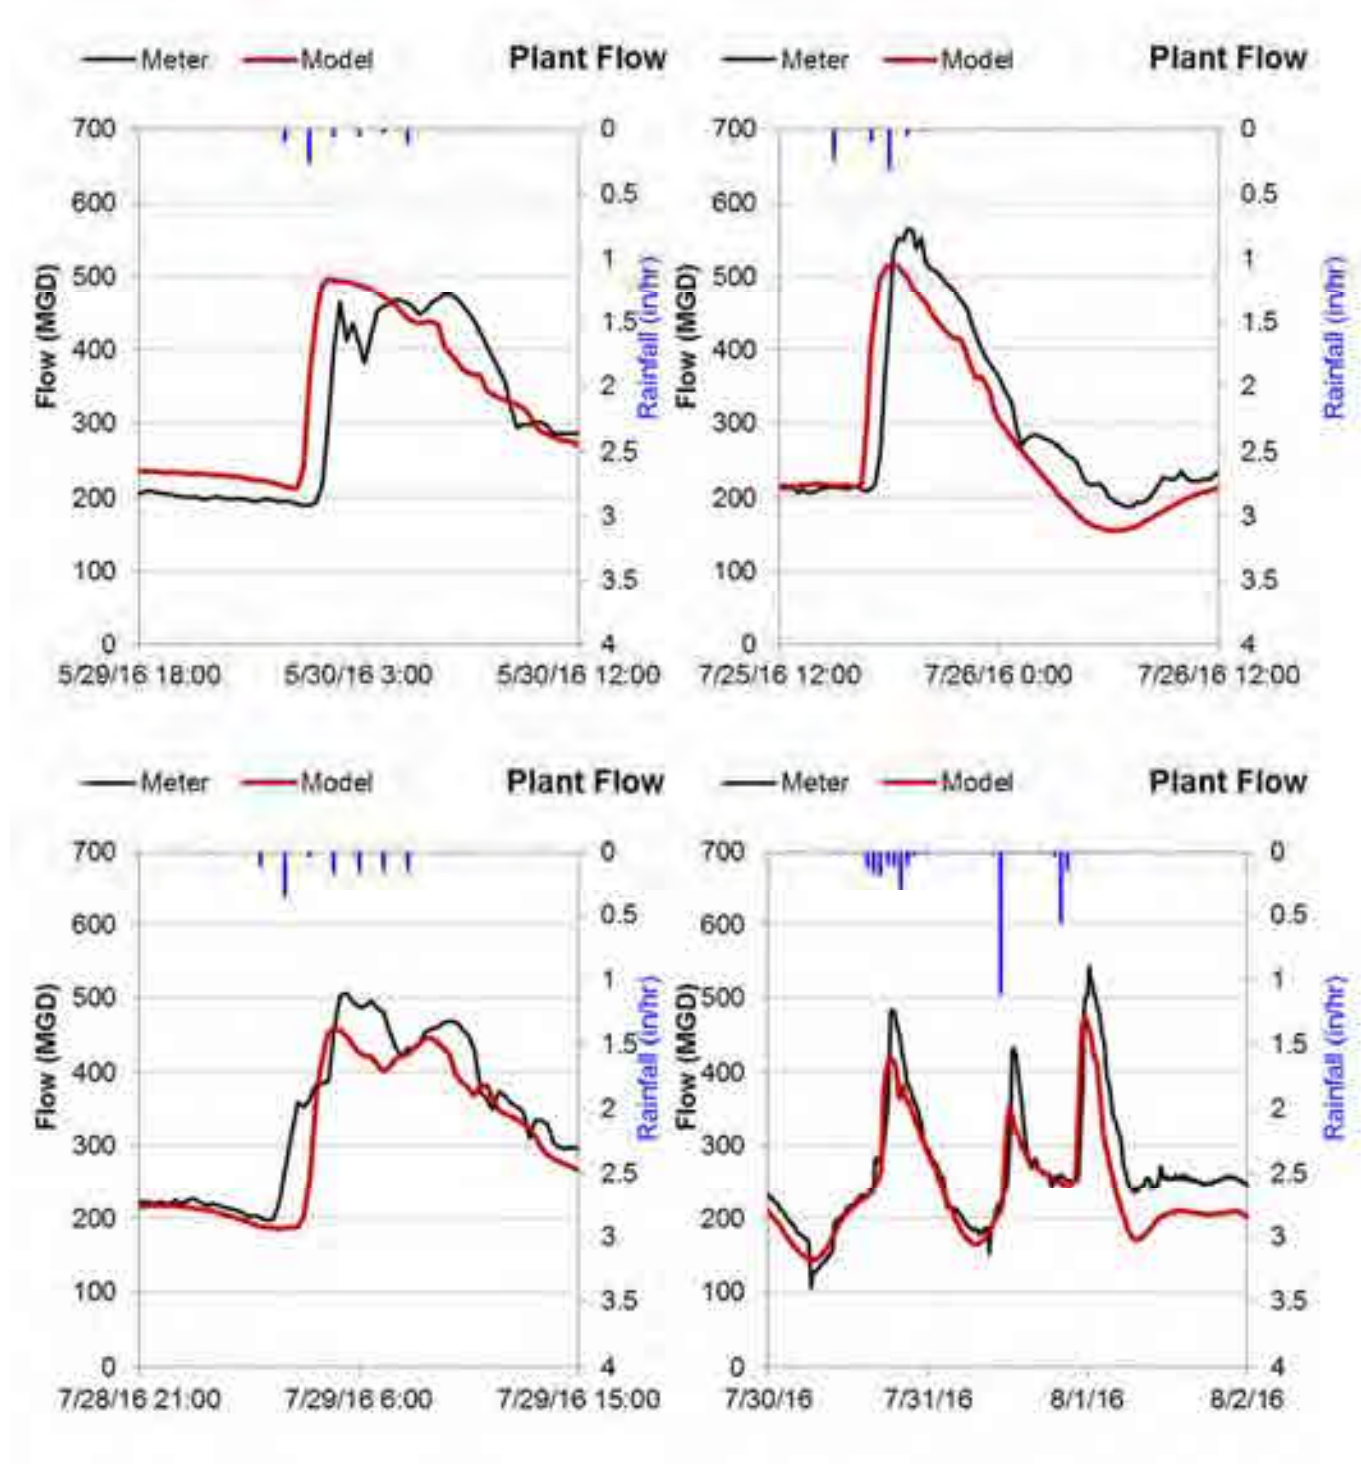 Meter Model Plant Flow
Meter Model Plant Flow
700 0
600 0.5
500 1
400 1.5
300 2
200 2.5
100 3
0 3.5
4
Flow (MGD)
Rainfall (in/hr)
5/29/16 18:00 5/30/16 3:00 5/30/16 12:00
700 0
600 0.5
500 1
400 1.5
300 2
200 2.5
100 3
0 3.5
4
Flow (MGD)
Rainfall (in/hr)
7/25/16 12:00 7/26/16 0:00 7/26/16 12:00
Meter Model Plant Flow
Meter Model Plant Flow
700 0
600 0.5
500 1
400 1.5
300 2
200 2.5
100 3
0 3.5
4
Flow (MGD)
Rainfall (in/hr)
7/28/16 21:00 7/29/16 6:00 7/29/16 15:00
700 0
600 0.5
500 1
400 1.5
300 2
200 2.5
100 3
0 3.5
4
Flow (MGD)
Rainfall (in/hr)
7/30/16 7/31/16 8/1/16 8/2/16